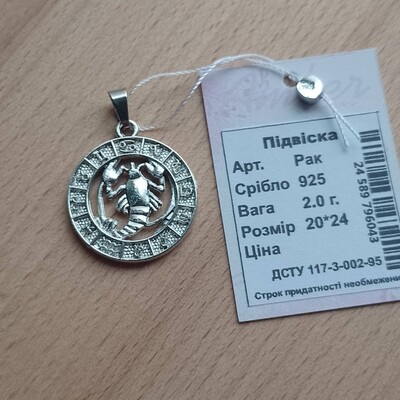 Підвіска
Арт. Рак
Срібло 925
Вага 2.0 г.
Розмір 20*24
Ціна
ДСТУ 117-3-002-95
Строк придатності необмежений
24 589 796043